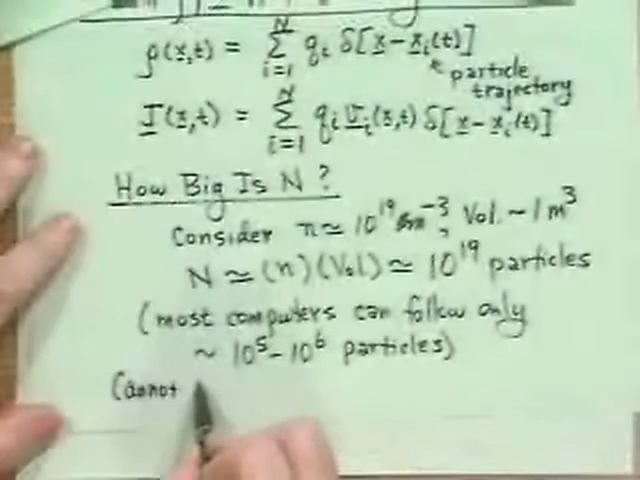 ρ(x,t) = Σ_{i=1}^{N} q_i δ[x-x_i(t)]
particle
trajectory
J(x,t) = Σ_{i=1}^{N} q_i v_i(x,t) δ[x-x_i(t)]
How Big Is N?
Consider n ≃ 10^19 m^-3, Vol. ~ 1 m^3
N ≃ (n)(Vol) ≃ 10^19 particles
(most computers can follow only
~ 10^5 - 10^6 particles)
Cannot